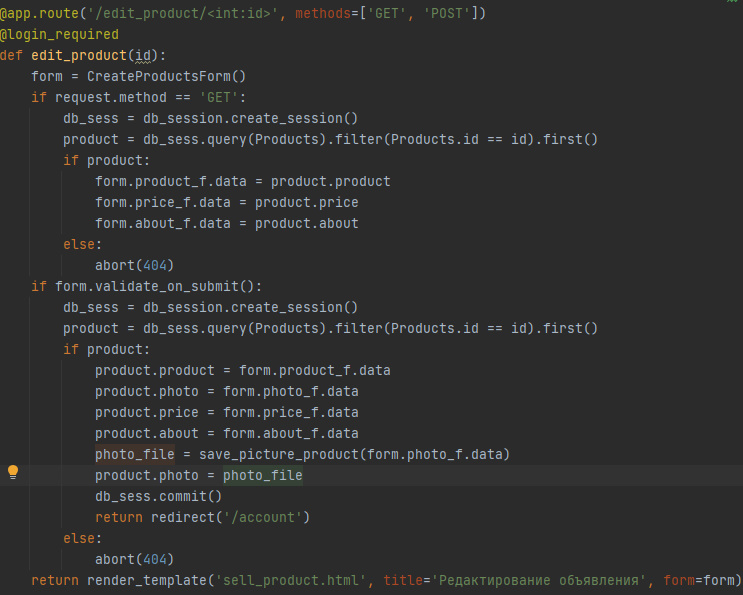 @app.route('/edit_product/<int:id>', methods=['GET', 'POST'])
@login_required
def edit_product(id):
    form = CreateProductsForm()
    if request.method == 'GET':
        db_sess = db_session.create_session()
        product = db_sess.query(Products).filter(Products.id == id).first()
        if product:
            form.product_f.data = product.product
            form.price_f.data = product.price
            form.about_f.data = product.about
        else:
            abort(404)
    if form.validate_on_submit():
        db_sess = db_session.create_session()
        product = db_sess.query(Products).filter(Products.id == id).first()
        if product:
            product.product = form.product_f.data
            product.photo = form.photo_f.data
            product.price = form.price_f.data
            product.about = form.about_f.data
            photo_file = save_picture_product(form.photo_f.data)
            product.photo = photo_file
            db_sess.commit()
            return redirect('/account')
        else:
            abort(404)
    return render_template('sell_product.html', title='Редактирование объявления', form=form)